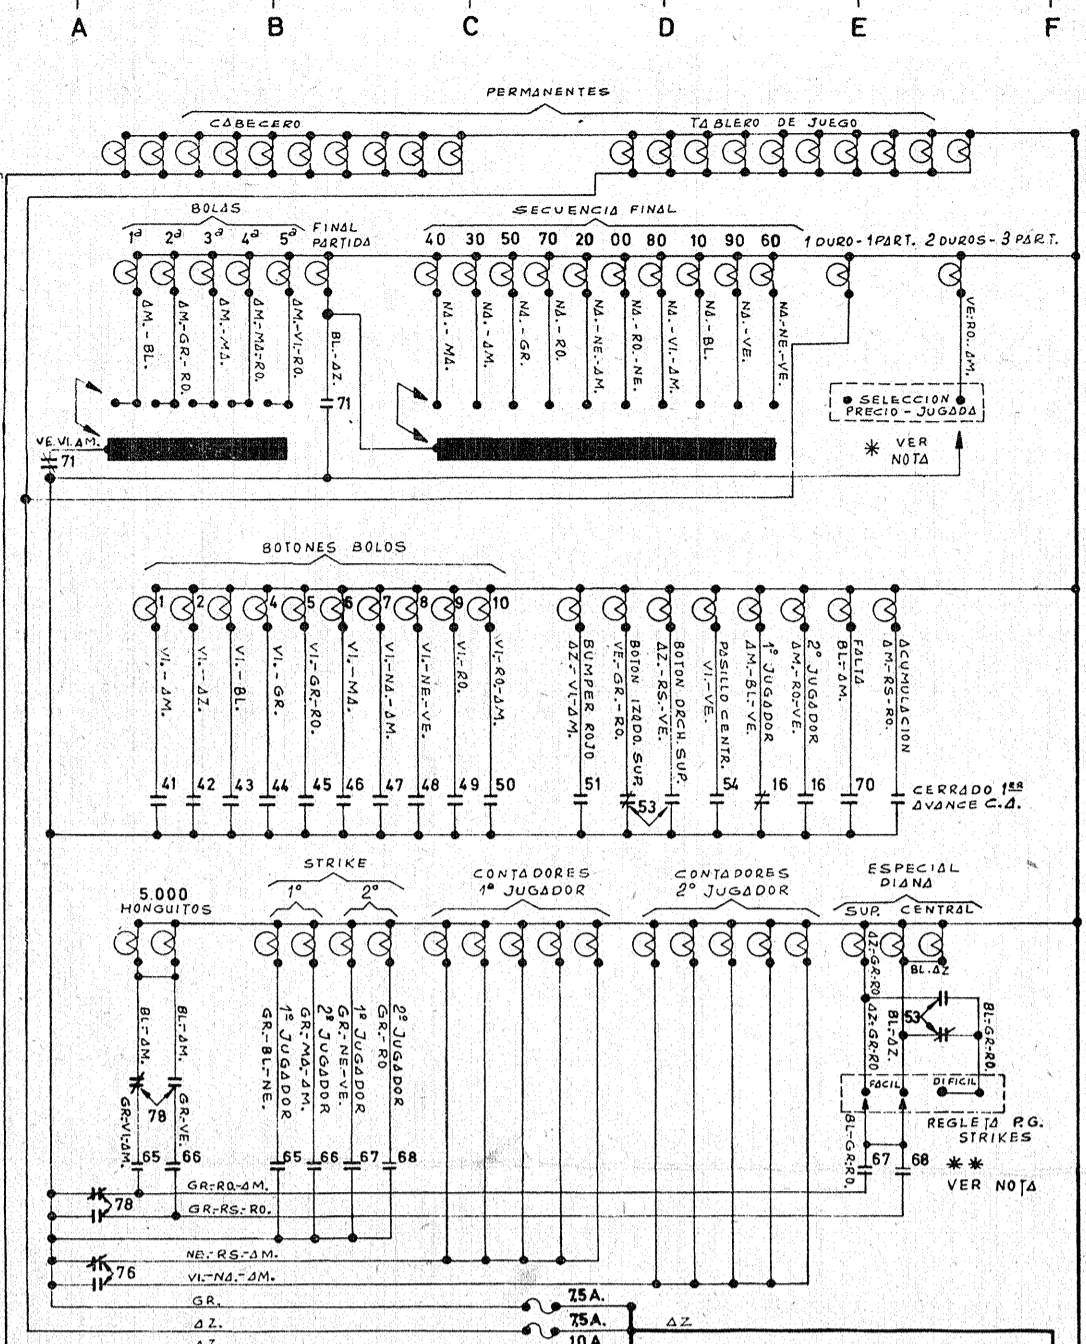 A B C D E F
PERMANENTES
CABECERO
TABLERO DE JUEGO
BOLAS
SECUENCIA FINAL
1ª 2ª 3ª 4ª 5ª
FINAL
PARTIDA
40 30 50 70 20 00 80 10 90 60
1 DURO-1 PART. 2 DUROS-3 PART.
AM.-BL.
AM.-GR.-RO.
AM.-MA.
AM.-MA-RO.
AM.-VI.-RO.
BL.-AZ.
NA.-MA.
NA.-AM.
NA.-GR.
NA.-RO.
NA.-NE.-AM.
NA.-RO.-NE.
NA.-VI.-AM.
NA.-BL.
NA.-VE.
NA.-NE.-VE.
VE.RO.AM.
71
SELECCION
PRECIO-JUGADA
VE.VI.AM.
71
* VER
NOTA
BOTONES BOLOS
1 2 4 5 6 7 8 9 10
VI.-AM.
VI.-AZ.
VI.-BL.
VI.-GR.
VI.-GR.-RO.
VI.-MA.
VI.-NA.-AM.
VI.-NE.-VE.
VI.-RO.
VI-RO-AM.
BUMPER ROJO
AZ.-VI.-AM.
BOTON IZQDO. SUP.
VE-GR.-RO.
BOTON DRCH. SUP.
AZ.-RS.-VE.
PASILLO CENTR.
VI.-VE.
1º JUGADOR
AM.-BL-VE.
2º JUGADOR
AM.-RO-VE.
FALTA
BL-AM.
ACUMULACION
AM.-RS-RO.
41 42 43 44 45 46 47 48 49 50 51 53 54 16 16 70
CERRADO 1ER
AVANCE C.A.
5.000
HONGUITOS
STRIKE
1º 2º
CONTADORES
1º JUGADOR
CONTADORES
2º JUGADOR
ESPECIAL
DIANA
SUP. CENTRAL
BL.-AM.
BL-AM.
1º JUGADOR
GR.-BL-NE.
2º JUGADOR
GR.-MA-AM.
1º JUGADOR
GR.-NE-VE.
2º JUGADOR
GR.-RO
AZ-GR-RO
BL.AZ
AZ-GR-RO
BL-AZ.
53
BL-GR-RO.
78
GR-VI-AM.
GR-VE.
FACIL DIFICIL
REGLETA P.G.
STRIKES
BL-GR-RO.
65 66 65 66 67 68 67 68
* *
VER NOTA
GR-RO-AM.
78
GR-RS-RO.
NE.-RS-AM.
76
VI-NA.-AM.
GR. 7.5 A.
AZ. 7.5 A. AZ
AZ 10 A